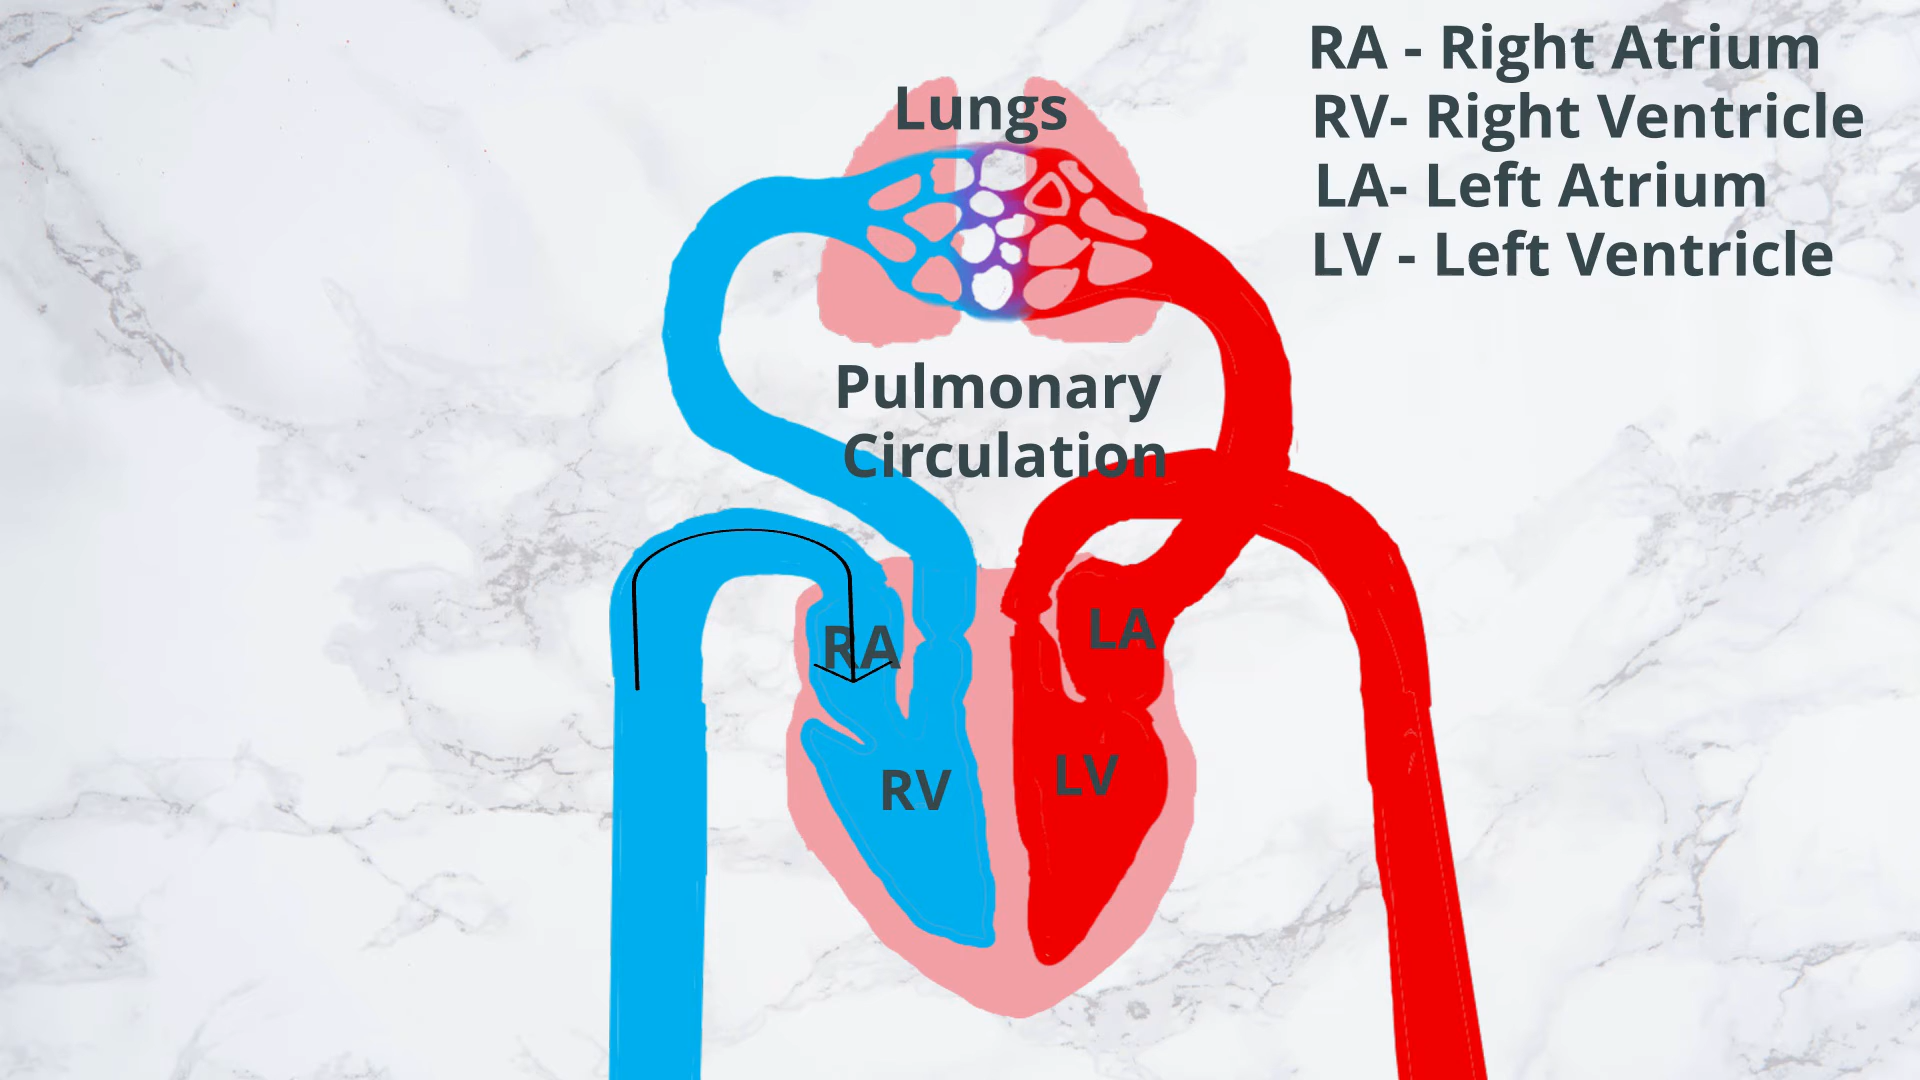 RA - Right Atrium
RV- Right Ventricle
LA- Left Atrium
LV - Left Ventricle
Lungs
Pulmonary
Circulation
RA
LA
RV
LV